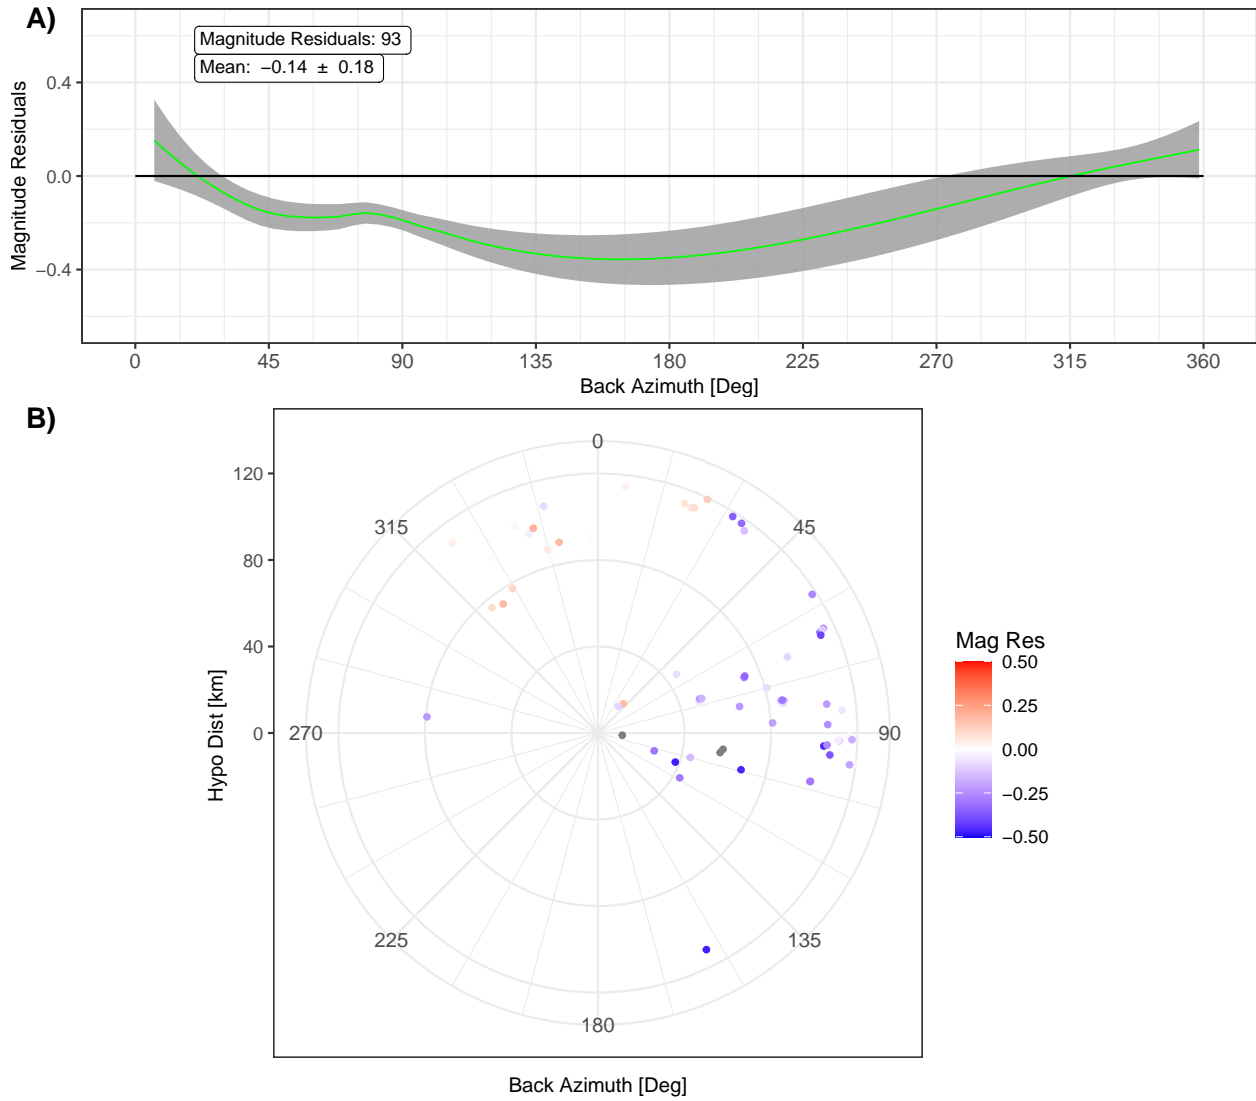 A)
Magnitude Residuals: 93
Mean: −0.14 ± 0.18
Magnitude Residuals
0.4
0.0
−0.4
0 45 90 135 180 225 270 315 360
Back Azimuth [Deg]
B)
Hypo Dist [km]
120
80
40
0
0
45
90
135
180
225
270
315
Back Azimuth [Deg]
Mag Res
0.50
0.25
0.00
−0.25
−0.50